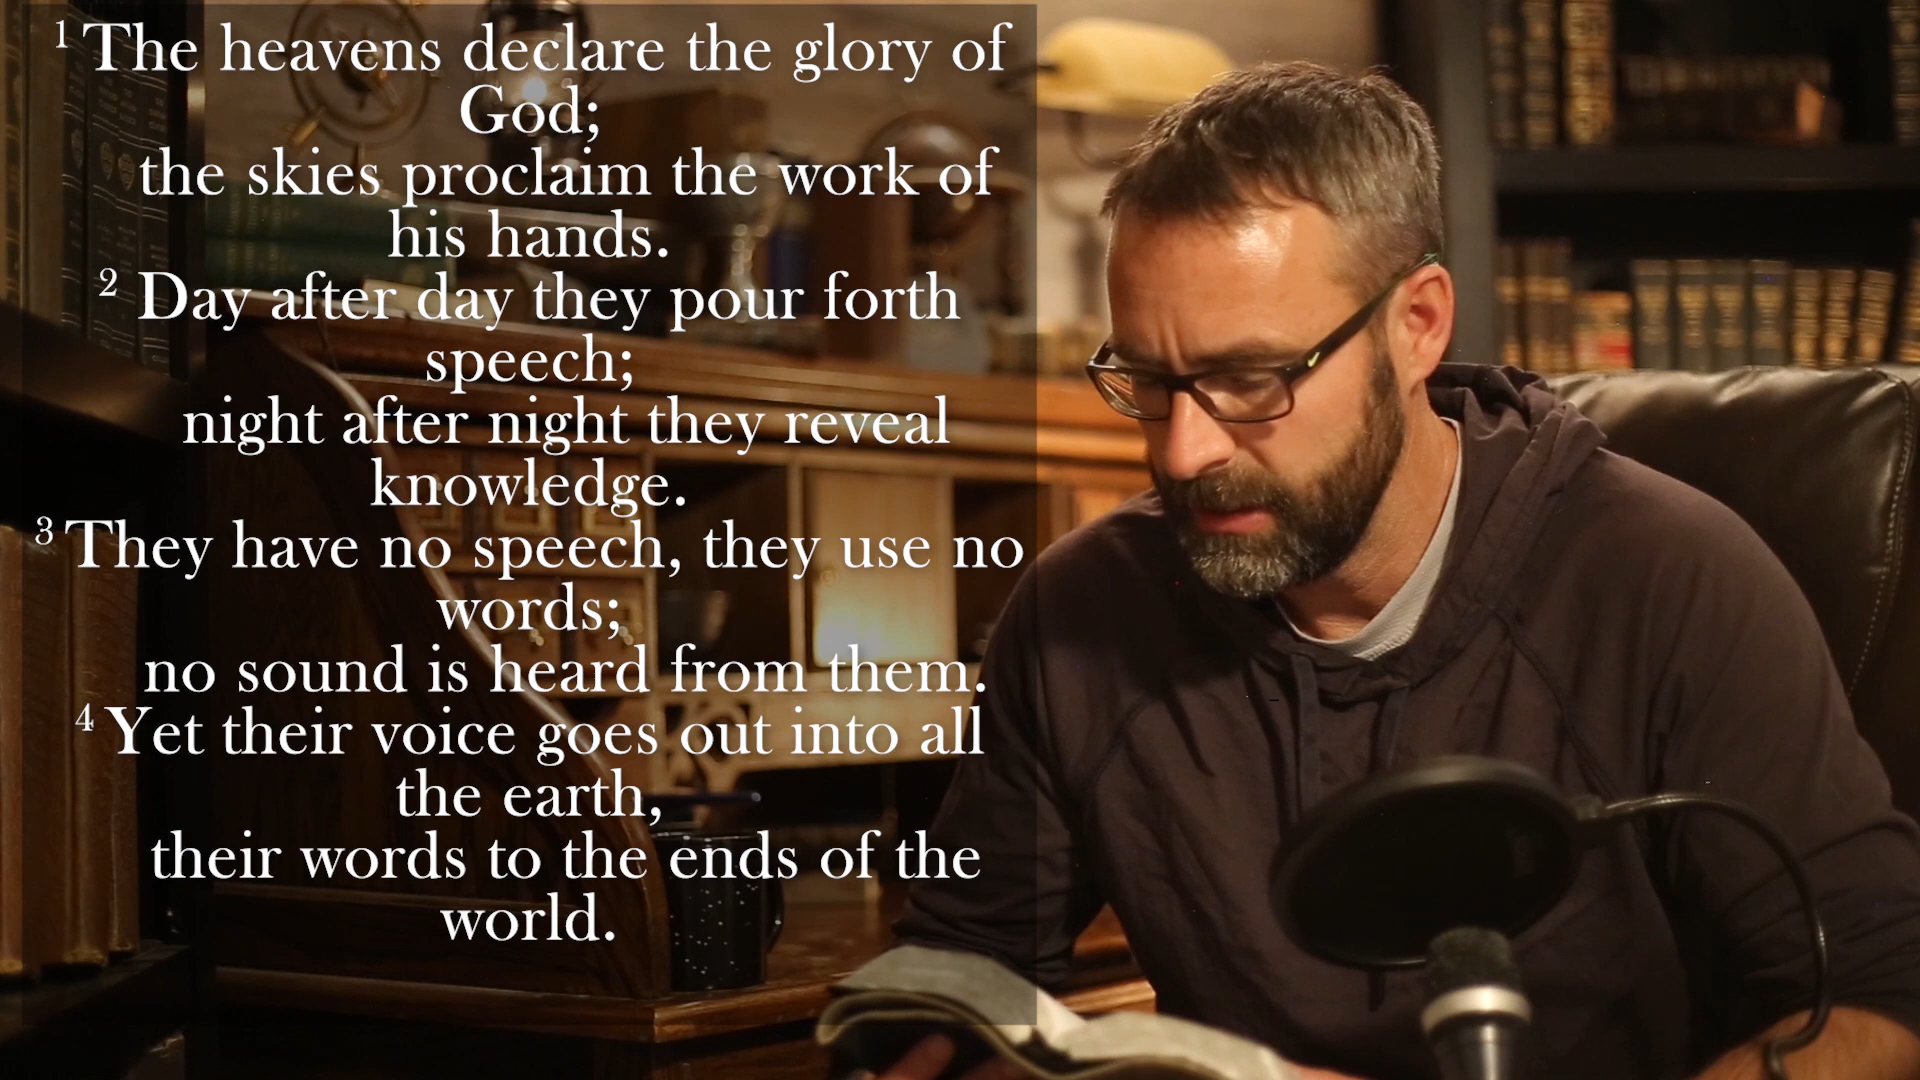 1 The heavens declare the glory of
God;
the skies proclaim the work of
his hands.
2 Day after day they pour forth
speech;
night after night they reveal
knowledge.
3 They have no speech, they use no
words;
no sound is heard from them.
4 Yet their voice goes out into all
the earth,
their words to the ends of the
world.